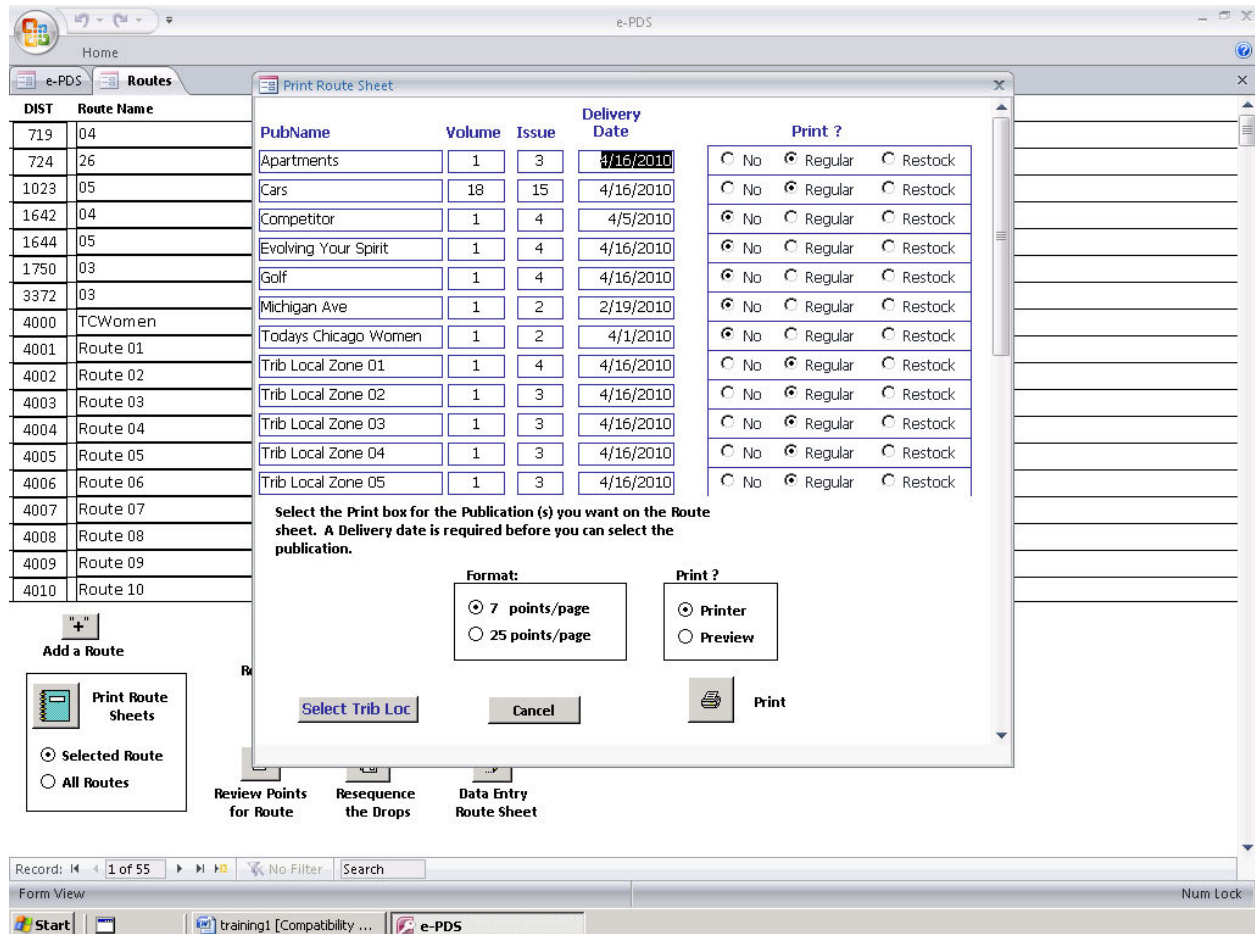 e-PDS
Home
e-PDS Routes
Print Route Sheet
DIST Route Name
719 04
724 26
1023 05
1642 04
1644 05
1750 03
3372 03
4000 TCWomen
4001 Route 01
4002 Route 02
4003 Route 03
4004 Route 04
4005 Route 05
4006 Route 06
4007 Route 07
4008 Route 08
4009 Route 09
4010 Route 10
Delivery
PubName Volume Issue Date Print ?
Apartments 1 3 4/16/2010 No Regular Restock
Cars 18 15 4/16/2010 No Regular Restock
Competitor 1 4 4/5/2010 No Regular Restock
Evolving Your Spirit 1 4 4/16/2010 No Regular Restock
Golf 1 4 4/16/2010 No Regular Restock
Michigan Ave 1 2 2/19/2010 No Regular Restock
Todays Chicago Women 1 2 4/1/2010 No Regular Restock
Trib Local Zone 01 1 4 4/16/2010 No Regular Restock
Trib Local Zone 02 1 3 4/16/2010 No Regular Restock
Trib Local Zone 03 1 3 4/16/2010 No Regular Restock
Trib Local Zone 04 1 3 4/16/2010 No Regular Restock
Trib Local Zone 05 1 3 4/16/2010 No Regular Restock
Select the Print box for the Publication (s) you want on the Route
sheet. A Delivery date is required before you can select the
publication.
Format: Print ?
7 points/page Printer
25 points/page Preview
Select Trib Loc Cancel Print
"+"
Add a Route
Print Route
Sheets
Selected Route
All Routes
Review Points Resequence Data Entry
for Route the Drops Route Sheet
Record: 1 of 55 No Filter Search
Form View Num Lock
Start training1 [Compatibility ... e-PDS